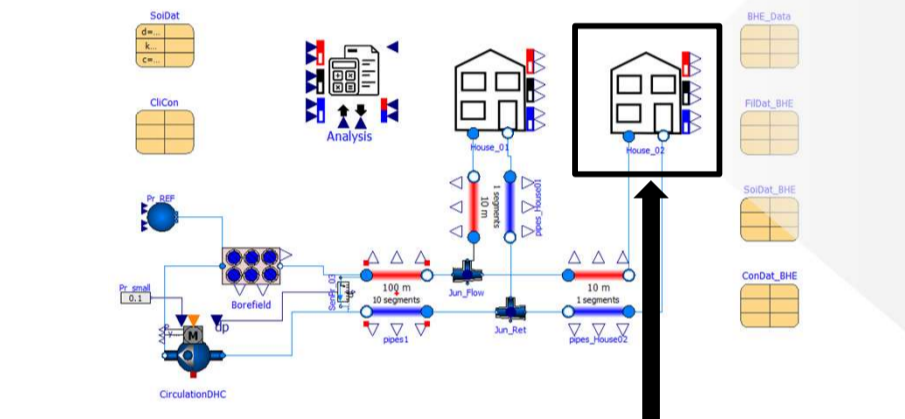 SoiDat
d=...
k...
c=...
CliCon
Analysis
House_01
House_02
BHE_Data
FilDat_BHE
SoiDat_BHE
ConDat_BHE
Pr_REF
Borefield
Pr_small
0.1
dp
M
CirculationDHC
SenPr_03
100 m
10 segments
pipes1
10 m
1 segments
pipes_House01
Jun_Flow
Jun_Ret
10 m
1 segments
pipes_House02